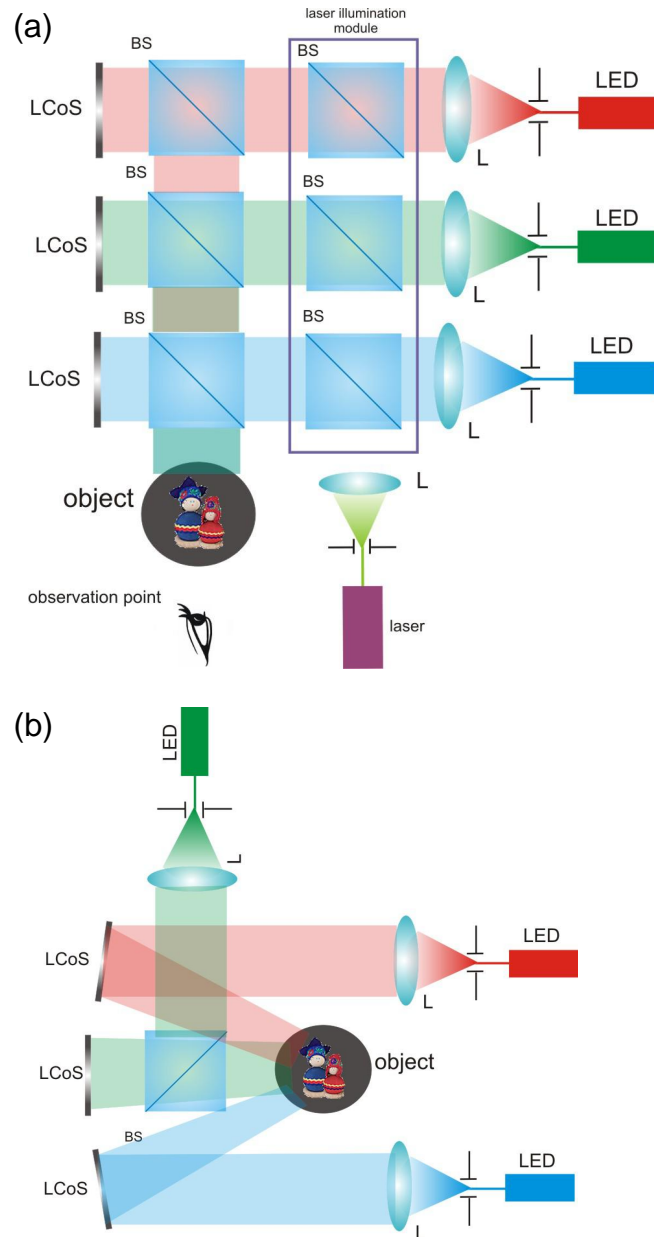 (a)
laser illumination
module
BS
BS
LED
LCoS
L
BS
LED
LCoS
BS
L
BS
LED
LCoS
BS
L
object
L
observation point
laser
(b)
LED
L
LCoS
LED
L
LCoS
object
BS
LCoS
LED
L